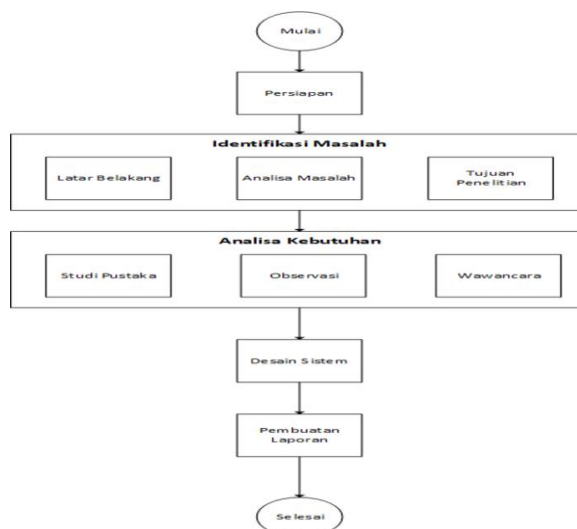 Mulai
Persiapan
Identifikasi Masalah
Latar Belakang
Analisa Masalah
Tujuan
Penelitian
Analisa Kebutuhan
Studi Pustaka
Observasi
Wawancara
Desain Sistem
Pembuatan
Laporan
Selesai